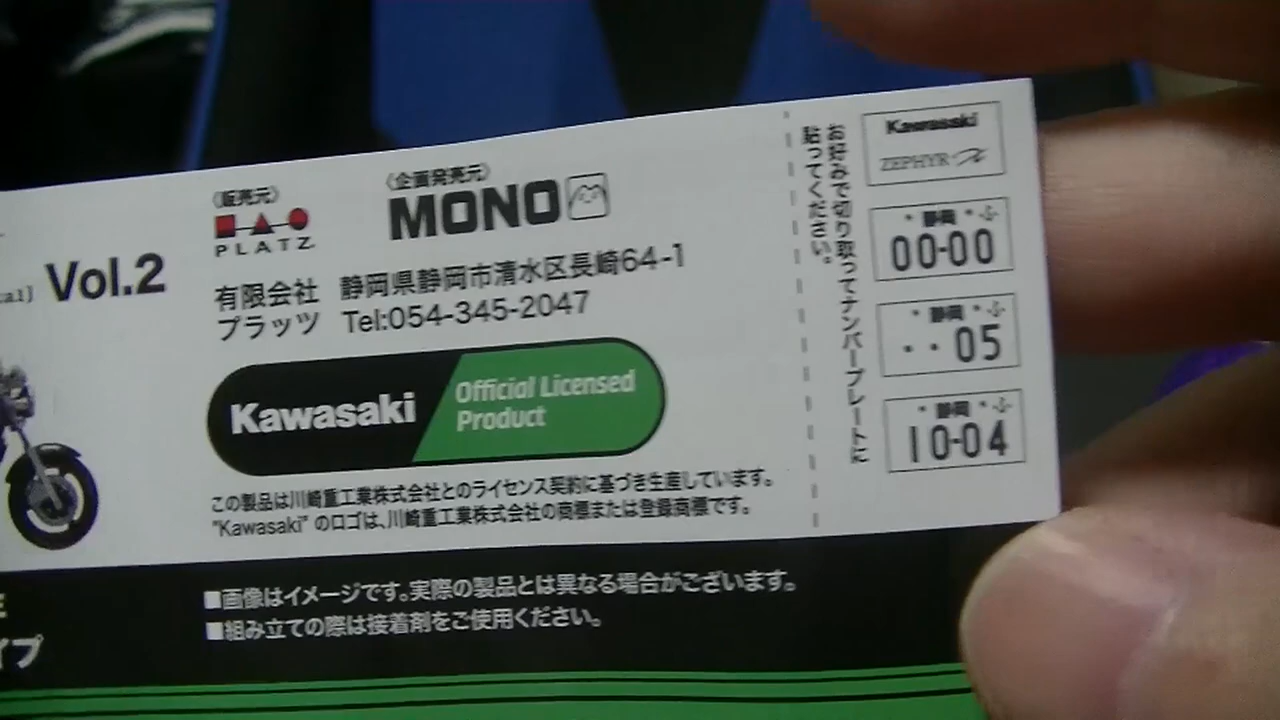 Vol.2
〈販売元〉
PLATZ
〈企画発売元〉
MONO
有限会社
プラッツ
静岡県静岡市清水区長崎64-1
Tel:054-345-2047
Kawasaki
Official Licensed
Product
この製品は川崎重工業株式会社とのライセンス契約に基づき生産しています。
"Kawasaki" のロゴは、川崎重工業株式会社の商標または登録商標です。
お好みで切り取ってナンバープレートに
貼ってください。
Kawasaki
ZEPHYR
静岡 ふ
00-00
静岡 ふ
・・05
静岡 ふ
10-04
■画像はイメージです。実際の製品とは異なる場合がございます。
■組み立ての際は接着剤をご使用ください。
イプ